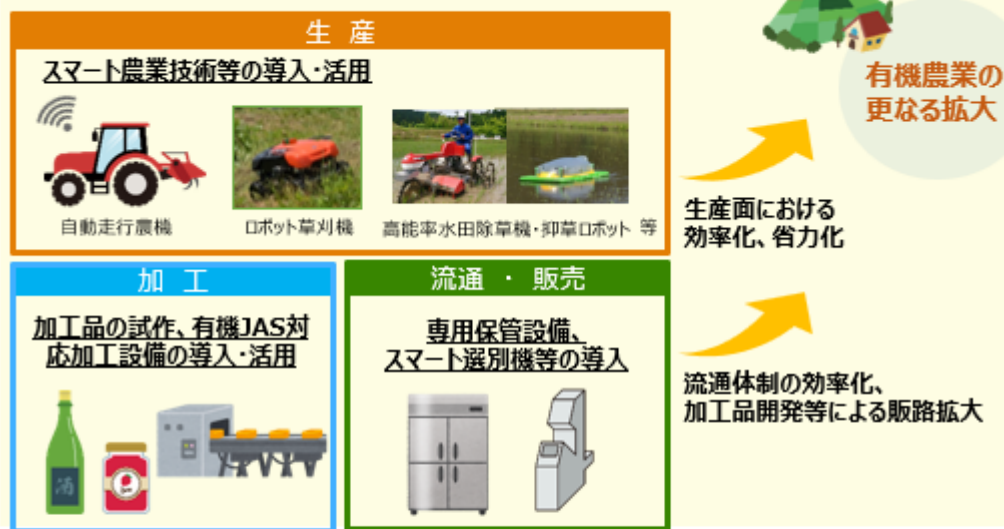 生 産
スマート農業技術等の導入・活用
自動走行農機
ロボット草刈機
高能率水田除草機・抑草ロボット 等
加 工
加工品の試作、有機JAS対
応加工設備の導入・活用
酒
流通 ・ 販売
専用保管設備、
スマート選別機等の導入
有機農業の
更なる拡大
生産面における
効率化、省力化
流通体制の効率化、
加工品開発等による販路拡大